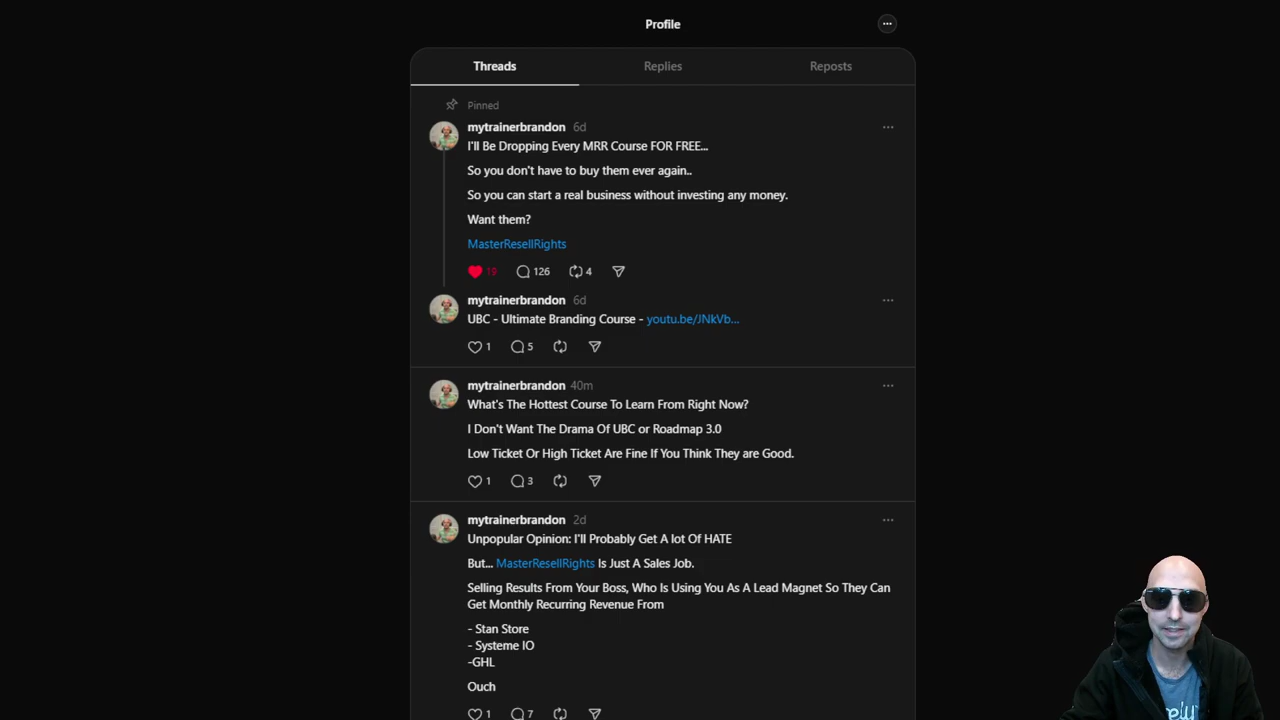 Profile
Threads
Replies
Reposts
Pinned
mytrainerbrandon 6d
I'll Be Dropping Every MRR Course FOR FREE...
So you don't have to buy them ever again..
So you can start a real business without investing any money.
Want them?
MasterResellRights
19 126 4
mytrainerbrandon 6d
UBC - Ultimate Branding Course - youtu.be/JNkVb...
1 5
mytrainerbrandon 40m
What's The Hottest Course To Learn From Right Now?
I Don't Want The Drama Of UBC or Roadmap 3.0
Low Ticket Or High Ticket Are Fine If You Think They are Good.
1 3
mytrainerbrandon 2d
Unpopular Opinion: I'll Probably Get A lot Of HATE
But... MasterResellRights Is Just A Sales Job.
Selling Results From Your Boss, Who Is Using You As A Lead Magnet So They Can
Get Monthly Recurring Revenue From
- Stan Store
- Systeme IO
-GHL
Ouch
1 7